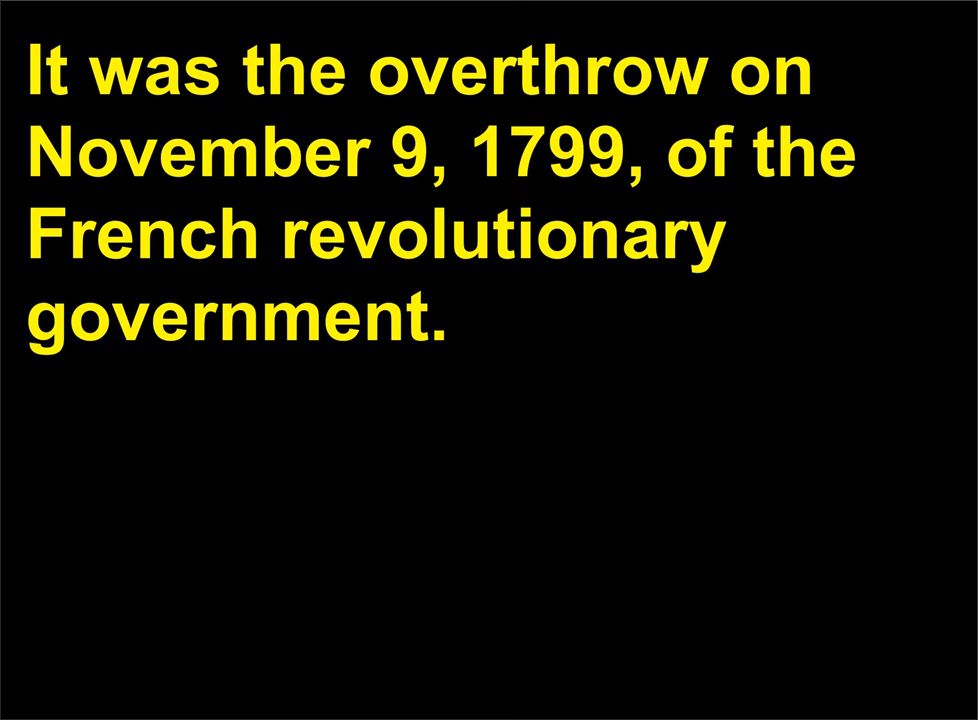 It was the overthrow on
November 9, 1799, of the
French revolutionary
government.